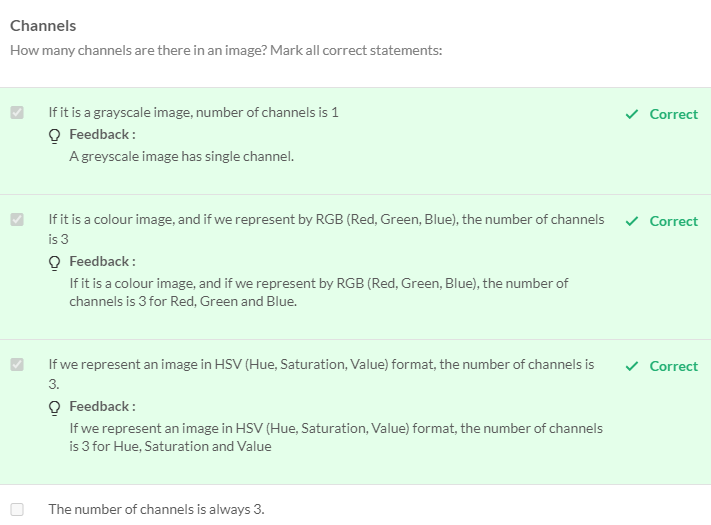 Channels
How many channels are there in an image? Mark all correct statements:
If it is a grayscale image, number of channels is 1
Correct
Feedback :
A greyscale image has single channel.
If it is a colour image, and if we represent by RGB (Red, Green, Blue), the number of channels
is 3
Correct
Feedback :
If it is a colour image, and if we represent by RGB (Red, Green, Blue), the number of
channels is 3 for Red, Green and Blue.
If we represent an image in HSV (Hue, Saturation, Value) format, the number of channels is
3.
Correct
Feedback :
If we represent an image in HSV (Hue, Saturation, Value) format, the number of channels
is 3 for Hue, Saturation and Value
The number of channels is always 3.